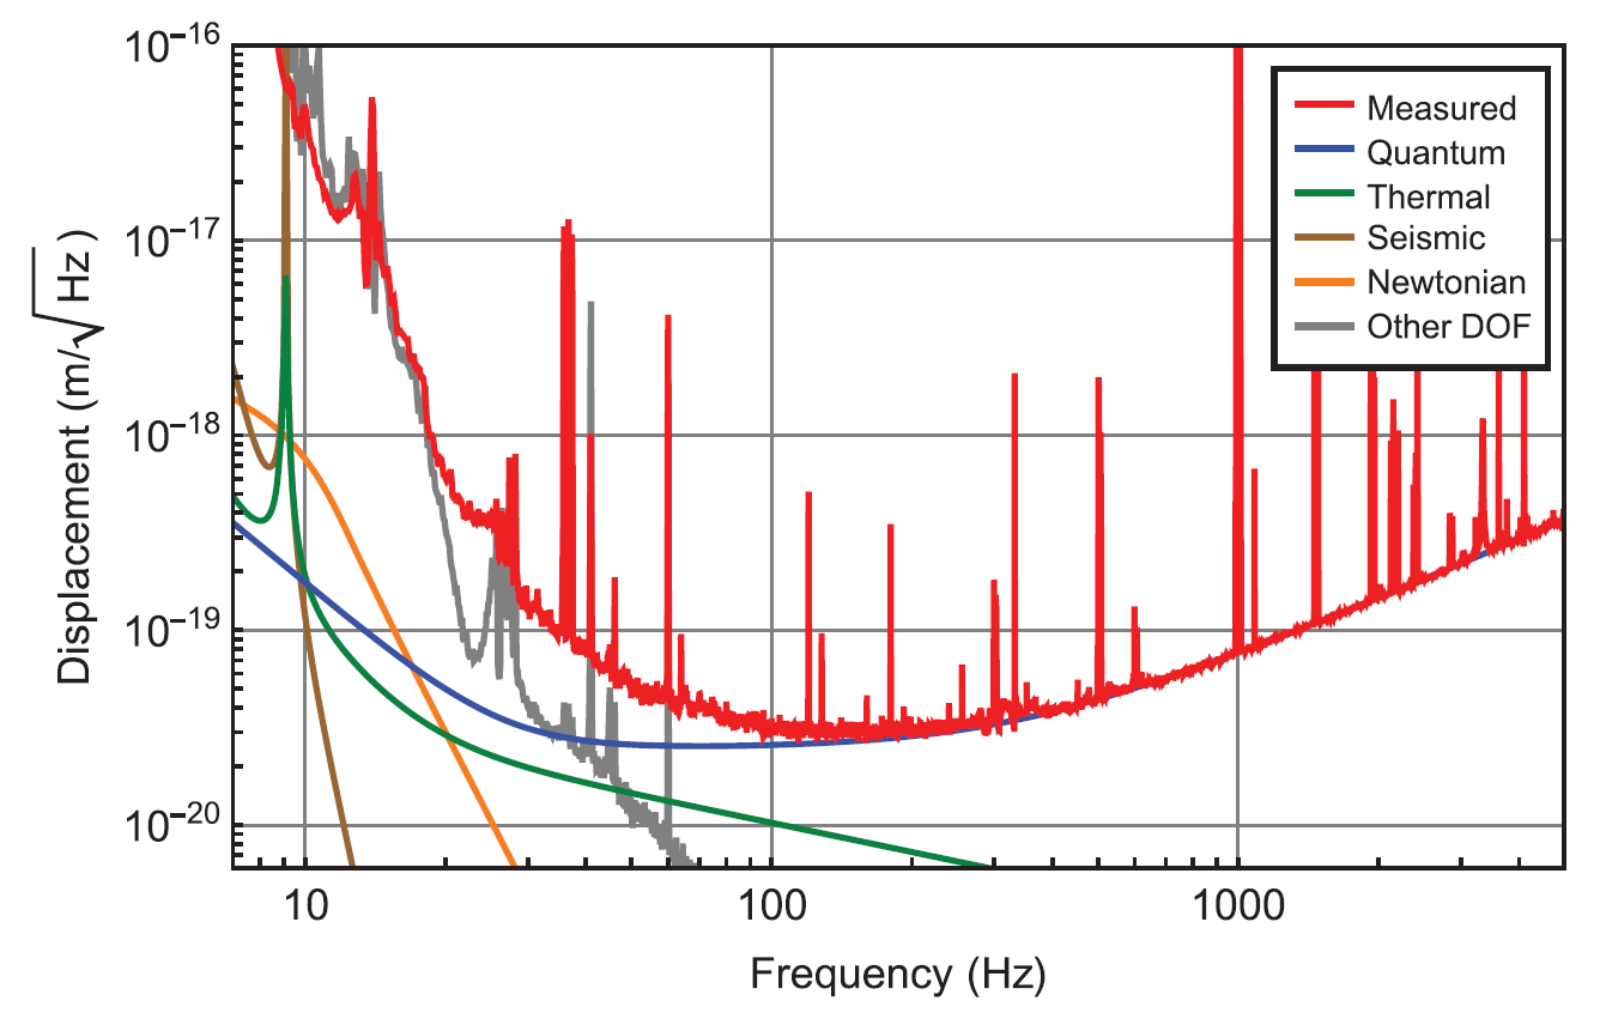 10⁻¹⁶
10⁻¹⁷
10⁻¹⁸
10⁻¹⁹
10⁻²⁰
Displacement (m/√Hz)
Measured
Quantum
Thermal
Seismic
Newtonian
Other DOF
10
100
1000
Frequency (Hz)